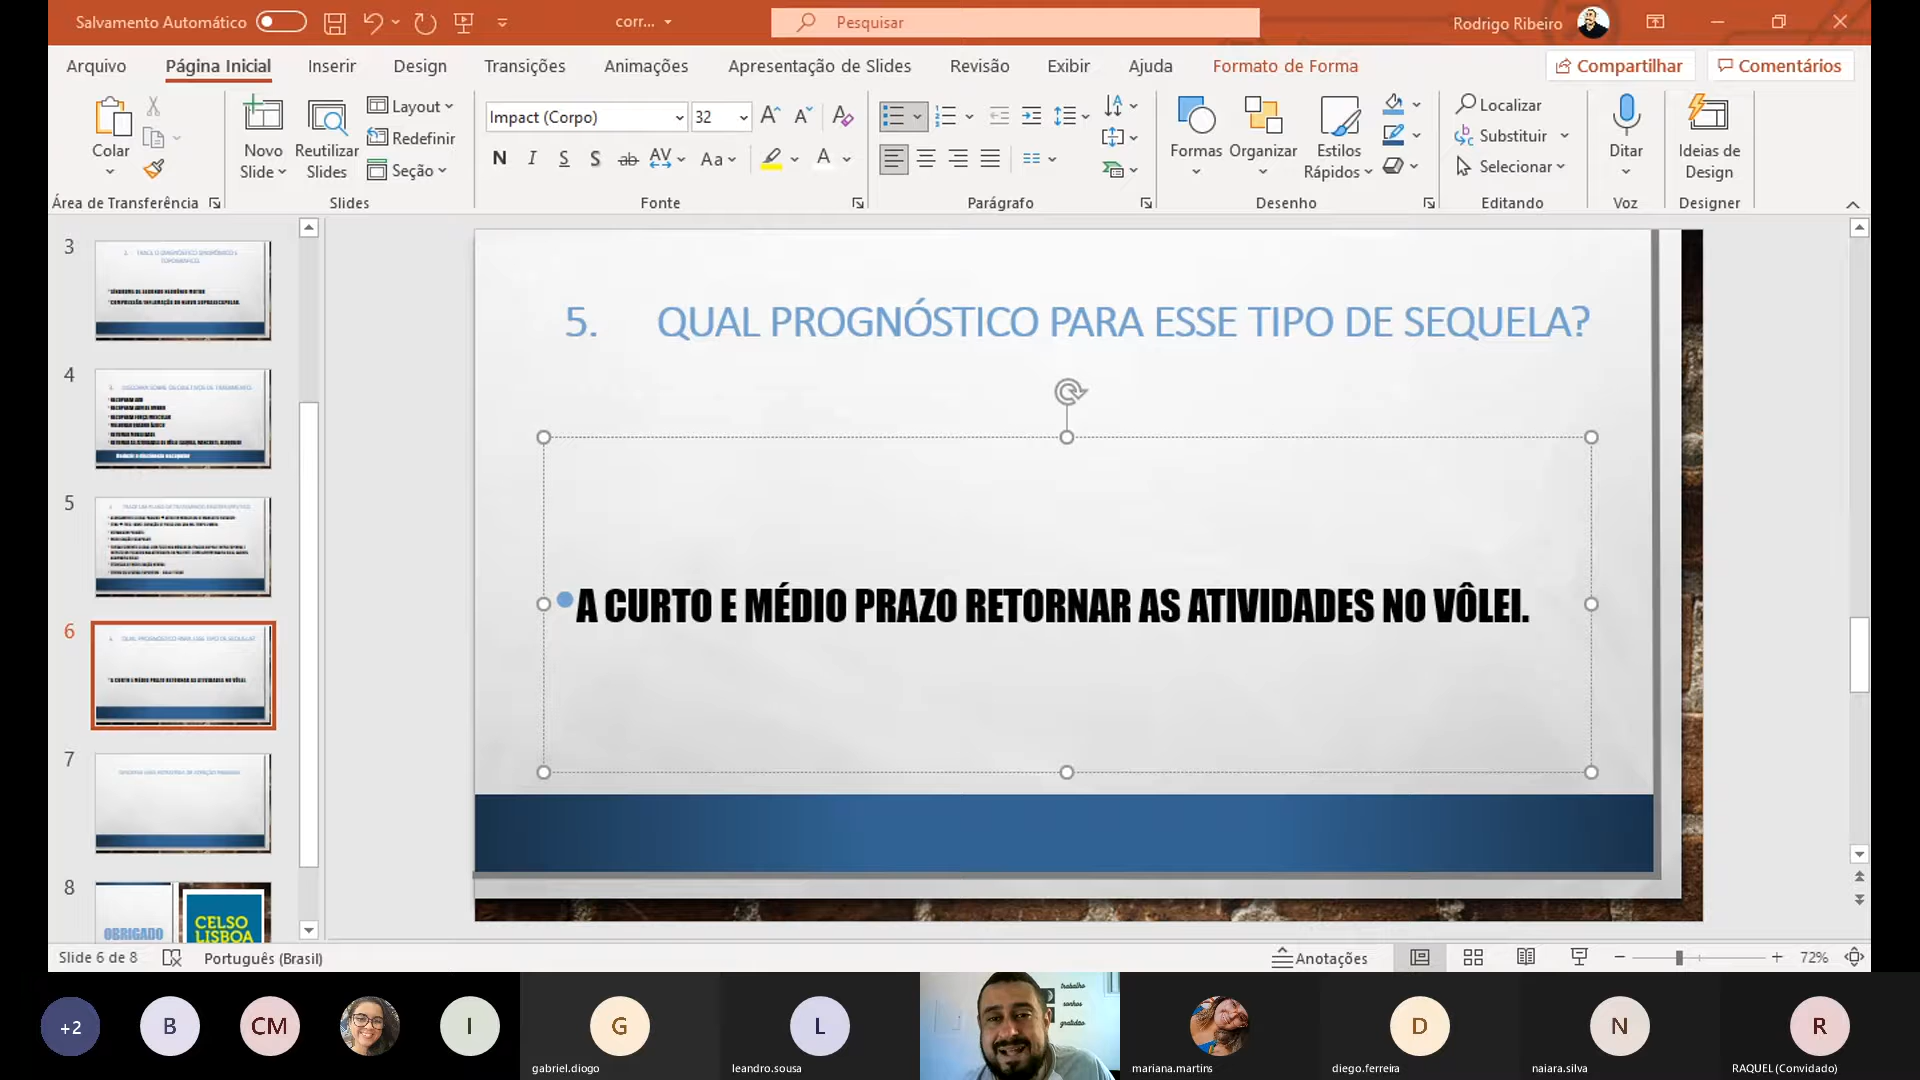 Salvamento Automático
corr...
Pesquisar
Rodrigo Ribeiro
Arquivo
Página Inicial
Inserir
Design
Transições
Animações
Apresentação de Slides
Revisão
Exibir
Ajuda
Formato de Forma
Compartilhar
Comentários
Colar
Novo Slide
Reutilizar Slides
Layout
Redefinir
Seção
Impact (Corpo)
32
N I S S ab AV Aa A
Formas
Organizar
Estilos Rápidos
Localizar
Substituir
Selecionar
Ditar
Ideias de Design
Área de Transferência
Slides
Fonte
Parágrafo
Desenho
Editando
Voz
Designer
3
4
5
6
7
8
OBRIGADO
CELSO LISBOA
5. QUAL PROGNÓSTICO PARA ESSE TIPO DE SEQUELA?
A CURTO E MÉDIO PRAZO RETORNAR AS ATIVIDADES NO VÔLEI.
Slide 6 de 8
Português (Brasil)
Anotações
72%
+2
B
CM
I
G
gabriel.diogo
L
leandro.sousa
trabalho
sonhos
gratidão
mariana.martins
D
diego.ferreira
N
naiara.silva
R
RAQUEL (Convidado)